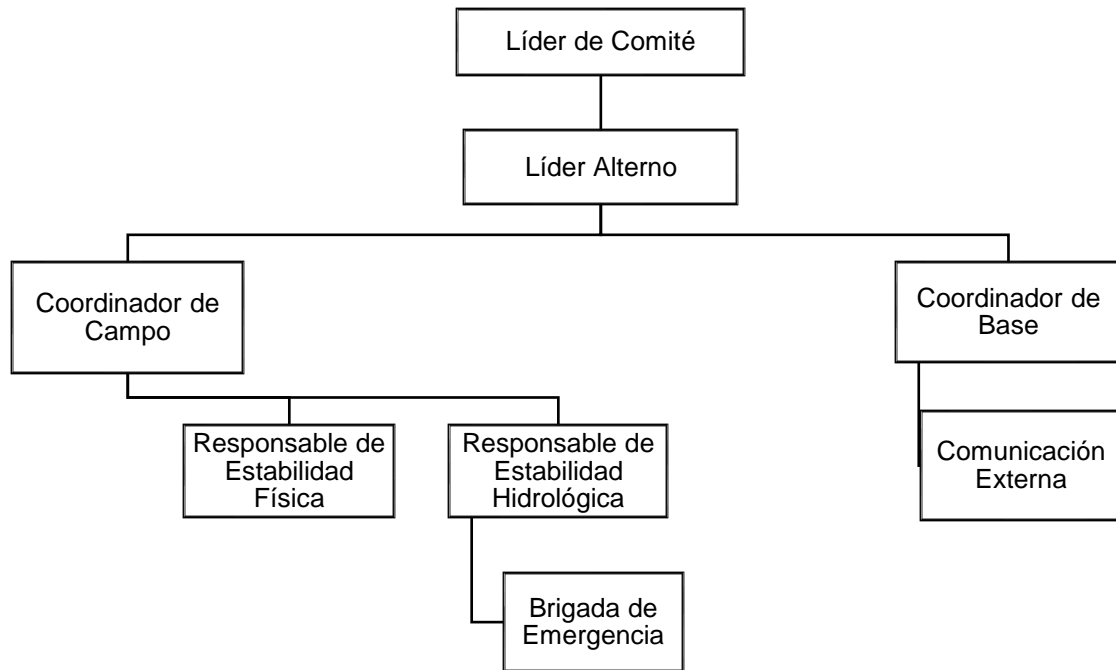 Líder de Comité
Líder Alterno
Coordinador de
Campo
Coordinador de
Base
Responsable de
Estabilidad
Física
Responsable de
Estabilidad
Hidrológica
Comunicación
Externa
Brigada de
Emergencia